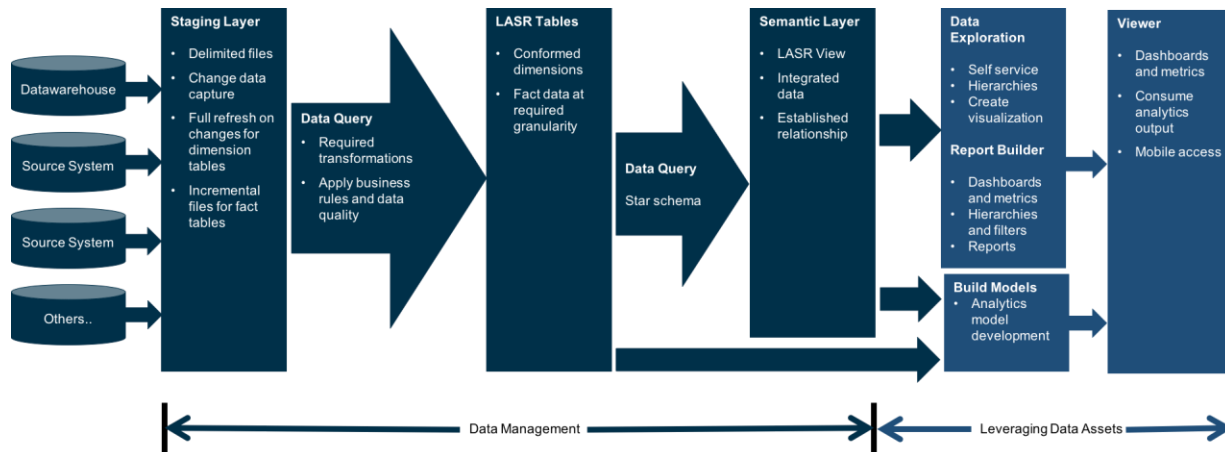 Datawarehouse
Source System
Source System
Others..
Staging Layer
• Delimited files
• Change data
capture
• Full refresh on
changes for
dimension
tables
• Incremental
files for fact
tables
Data Query
• Required
transformations
• Apply business
rules and data
quality
LASR Tables
• Conformed
dimensions
• Fact data at
required
granularity
Data Query
Star schema
Semantic Layer
• LASR View
• Integrated
data
• Established
relationship
Data
Exploration
• Self service
• Hierarchies
• Create
visualization
Report Builder
• Dashboards
and metrics
• Hierarchies
and filters
• Reports
Build Models
• Analytics
model
development
Viewer
• Dashboards
and metrics
• Consume
analytics
output
• Mobile access
Data Management
Leveraging Data Assets